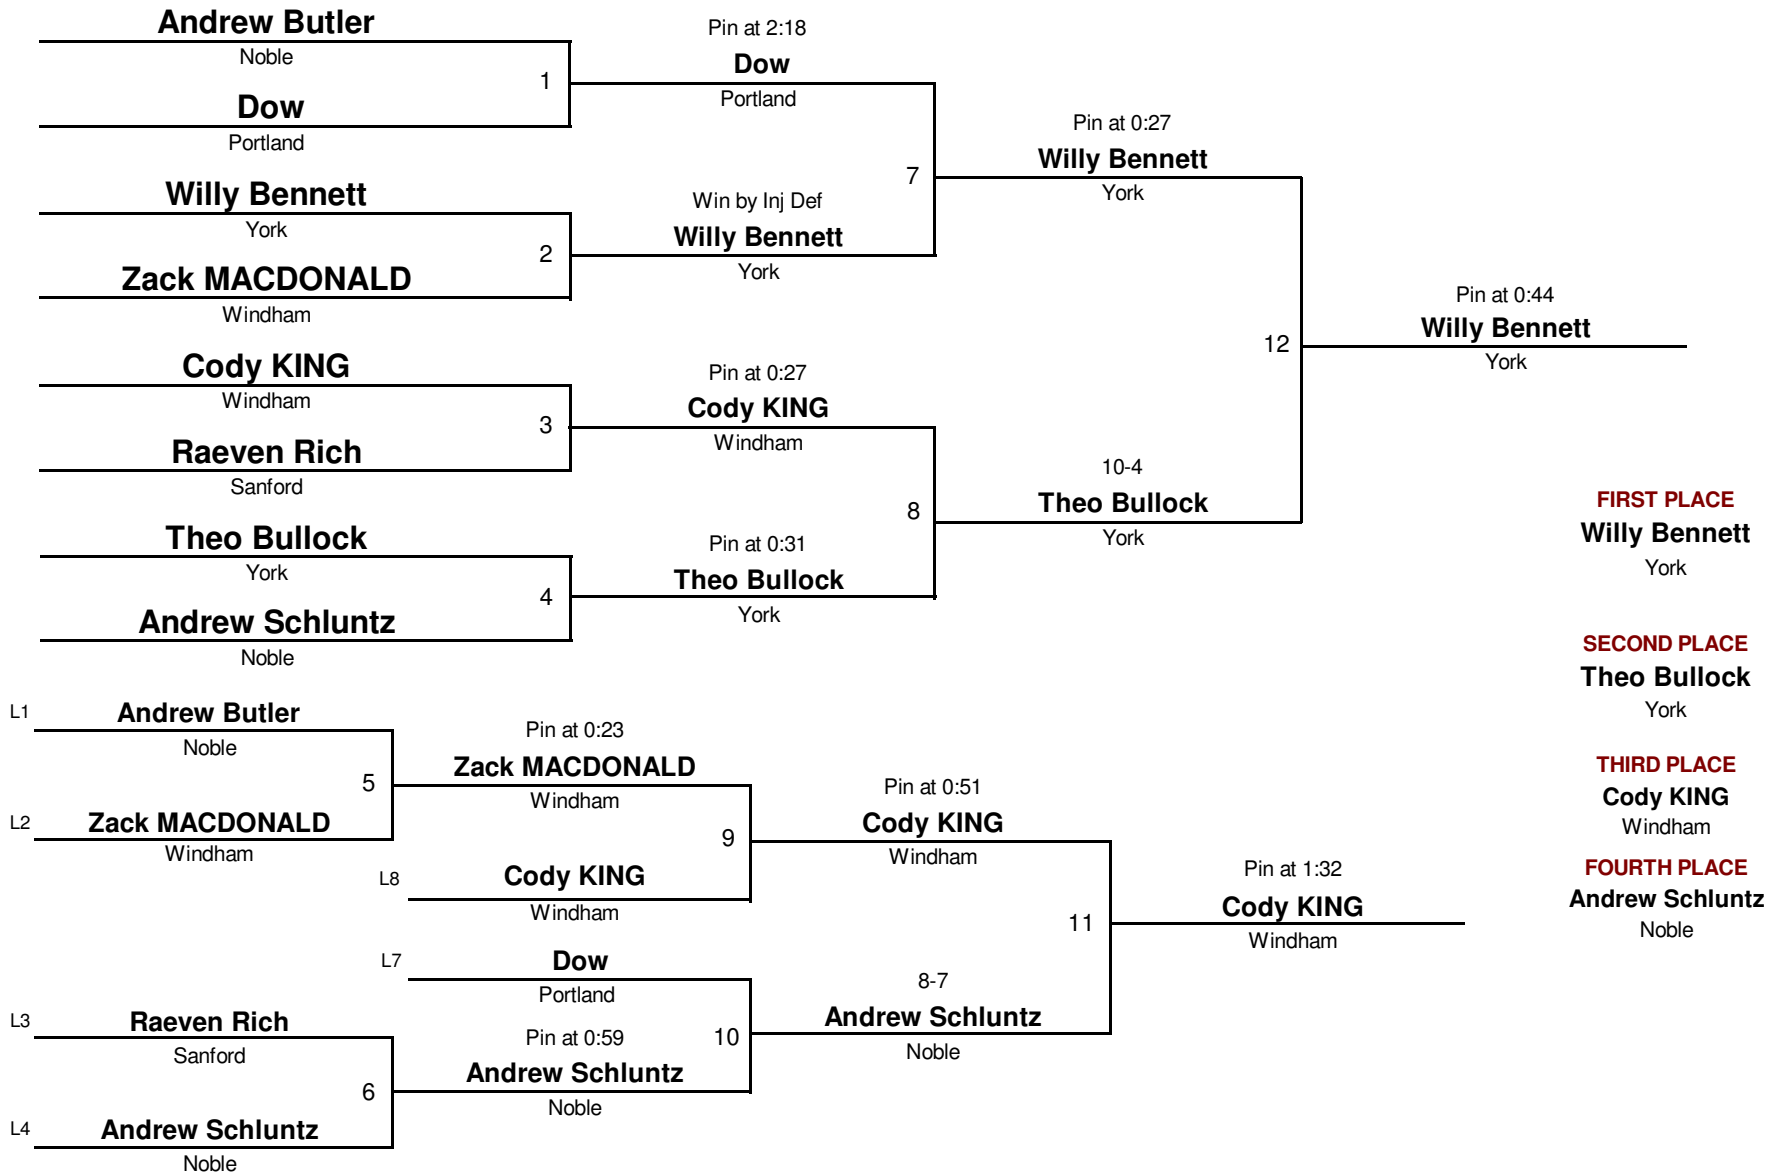 Andrew Butler
Noble
1
Dow
Portland
Willy Bennett
York
2
Zack MACDONALD
Windham
Cody KING
Windham
3
Raeven Rich
Sanford
Theo Bullock
York
4
Andrew Schluntz
Noble
Pin at 2:18
Dow
Portland
7
Win by Inj Def
Willy Bennett
York
Pin at 0:27
Cody KING
Windham
8
Pin at 0:31
Theo Bullock
York
Pin at 0:27
Willy Bennett
York
12
10-4
Theo Bullock
York
Pin at 0:44
Willy Bennett
York
FIRST PLACE
Willy Bennett
York
SECOND PLACE
Theo Bullock
York
THIRD PLACE
Cody KING
Windham
FOURTH PLACE
Andrew Schluntz
Noble
L1
Andrew Butler
Noble
5
L2
Zack MACDONALD
Windham
L3
Raeven Rich
Sanford
6
L4
Andrew Schluntz
Noble
Pin at 0:23
Zack MACDONALD
Windham
9
L8
Cody KING
Windham
L7
Dow
Portland
10
Pin at 0:59
Andrew Schluntz
Noble
Pin at 0:51
Cody KING
Windham
11
8-7
Andrew Schluntz
Noble
Pin at 1:32
Cody KING
Windham